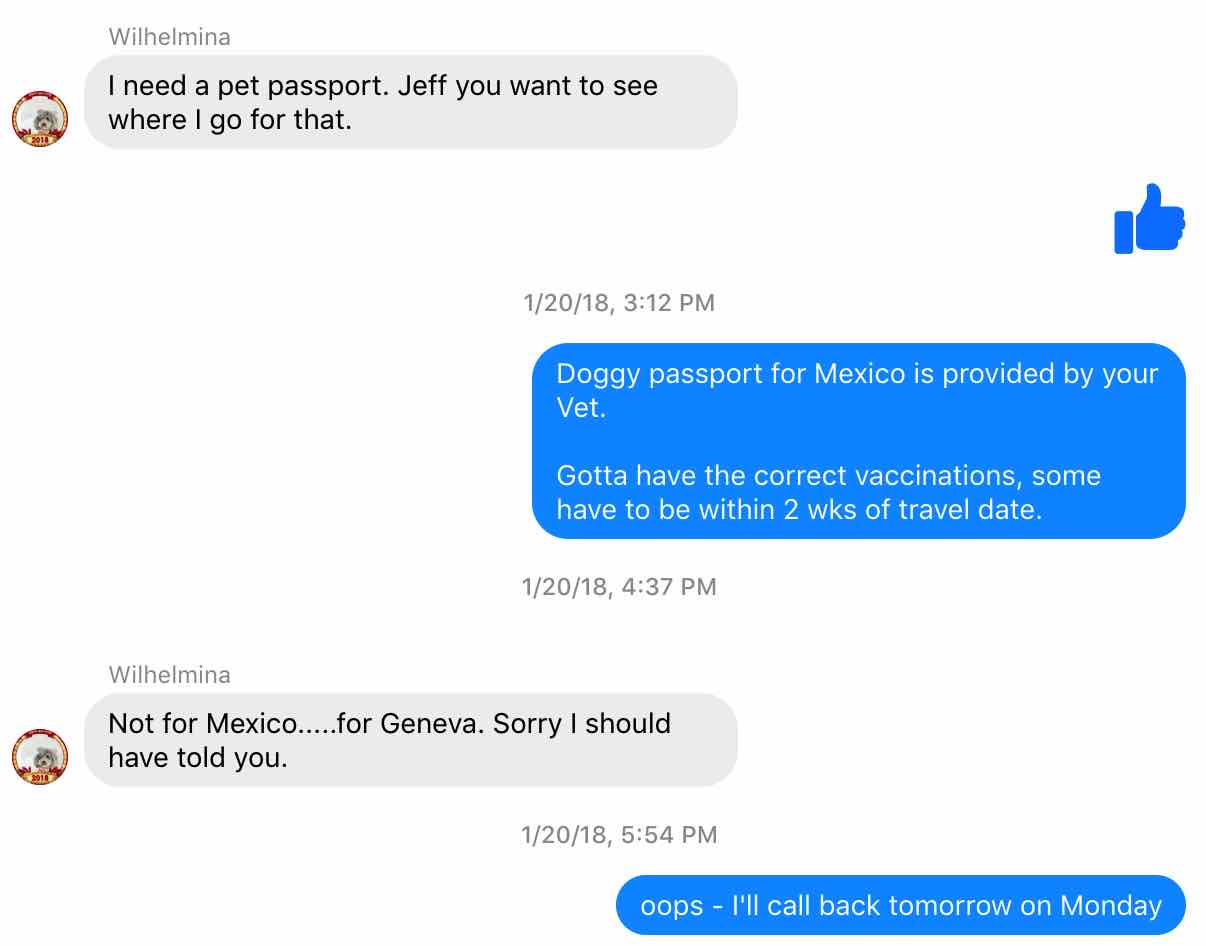 Wilhelmina
I need a pet passport. Jeff you want to see
where I go for that.
2018
1/20/18, 3:12 PM
Doggy passport for Mexico is provided by your
Vet.
Gotta have the correct vaccinations, some
have to be within 2 wks of travel date.
1/20/18, 4:37 PM
Wilhelmina
Not for Mexico.....for Geneva. Sorry I should
have told you.
2018
1/20/18, 5:54 PM
oops - I'll call back tomorrow on Monday